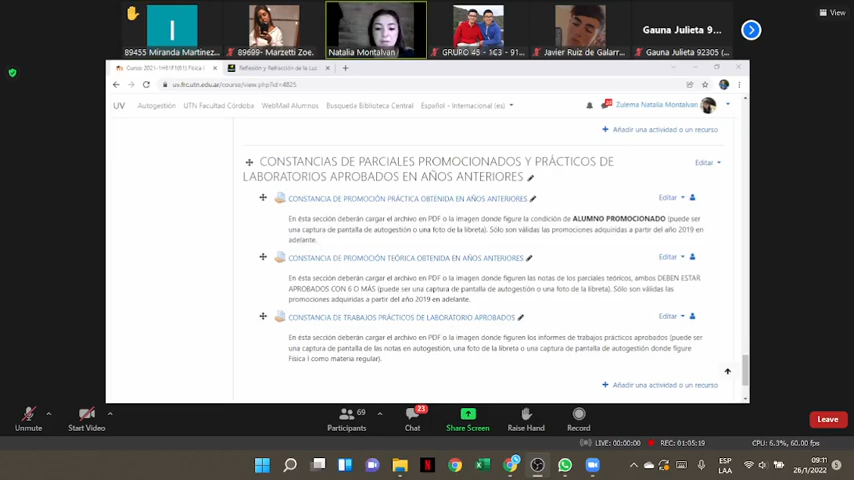 View
89455 Miranda Martinez...
89699- Marzetti Zoe.
Natalia Montalvan
GRUPO 45 - 1C3 - 91...
Javier Ruiz de Galarr...
Gauna Julieta 9...
Gauna Julieta 92305 (...
Reflexión y Refracción de la Luz
uv.frc.utn.edu.ar/course/view.php?id=4825
UV Autogestión UTN Facultad Córdoba WebMail Alumnos Busqueda Biblioteca Central Español - Internacional (es)
Zulema Natalia Montalvan
Añadir una actividad o un recurso
CONSTANCIAS DE PARCIALES PROMOCIONADOS Y PRÁCTICOS DE
LABORATORIOS APROBADOS EN AÑOS ANTERIORES
Editar
CONSTANCIA DE PROMOCIÓN PRÁCTICA OBTENIDA EN AÑOS ANTERIORES
Editar
En ésta sección deberán cargar el archivo en PDF o la imagen donde figure la condición de ALUMNO PROMOCIONADO (puede ser
una captura de pantalla de autogestión o una foto de la libreta). Sólo son válidas las promociones adquiridas a partir del año 2019 en
adelante.
CONSTANCIA DE PROMOCIÓN TEÓRICA OBTENIDA EN AÑOS ANTERIORES
Editar
En ésta sección deberán cargar el archivo en PDF o la imagen donde figuren las notas de los parciales teóricos, ambos DEBEN ESTAR
APROBADOS CON 6 O MÁS (puede ser una captura de pantalla de autogestión o una foto de la libreta). Sólo son válidas las
promociones adquiridas a partir del año 2019 en adelante.
CONSTANCIA DE TRABAJOS PRÁCTICOS DE LABORATORIO APROBADOS
Editar
En ésta sección deberán cargar el archivo en PDF o la imagen donde figuren los informes de trabajos prácticos aprobados (puede ser
una captura de pantalla de las notas en autogestión, una foto de la libreta o una captura de pantalla de autogestión donde figure
Física I como materia regular).
Añadir una actividad o un recurso
69
23
Unmute
Start Video
Participants
Chat
Share Screen
Raise Hand
Record
Leave
LIVE: 00:00:00
REC: 01:05:19
CPU: 6.3%, 60.00 fps
ESP
LAA
09:11
26/1/2022
5